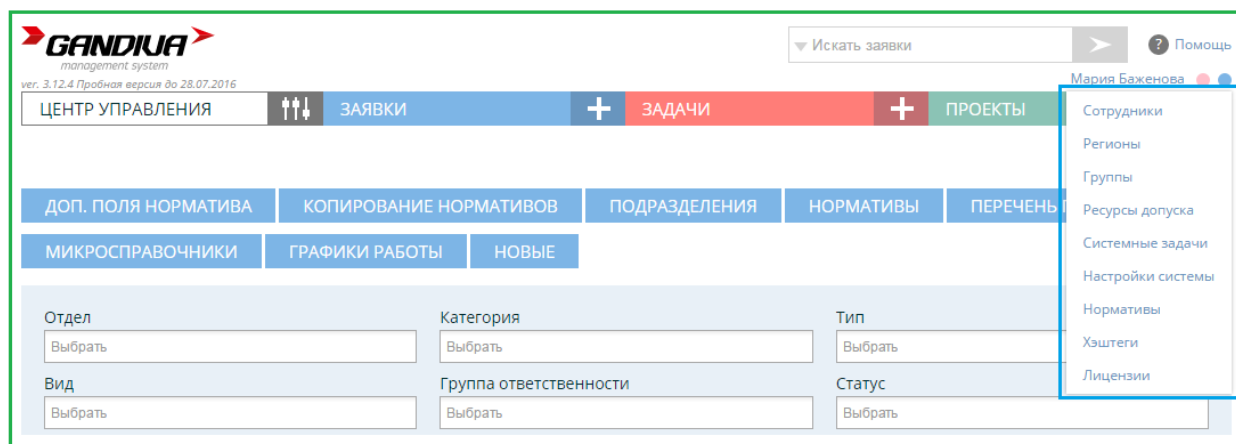 GANDIVA
management system
ver. 3.12.4 Пробная версия до 28.07.2016
Искать заявки
? Помощь
Мария Баженова
ЦЕНТР УПРАВЛЕНИЯ
ЗАЯВКИ +
ЗАДАЧИ +
ПРОЕКТЫ
Сотрудники
Регионы
Группы
Ресурсы допуска
Системные задачи
Настройки системы
Нормативы
Хэштеги
Лицензии
ДОП. ПОЛЯ НОРМАТИВА КОПИРОВАНИЕ НОРМАТИВОВ ПОДРАЗДЕЛЕНИЯ НОРМАТИВЫ ПЕРЕЧЕНЬ
МИКРОСПРАВОЧНИКИ ГРАФИКИ РАБОТЫ НОВЫЕ
Отдел Категория Тип
Выбрать Выбрать Выбрать
Вид Группа ответственности Статус
Выбрать Выбрать Выбрать